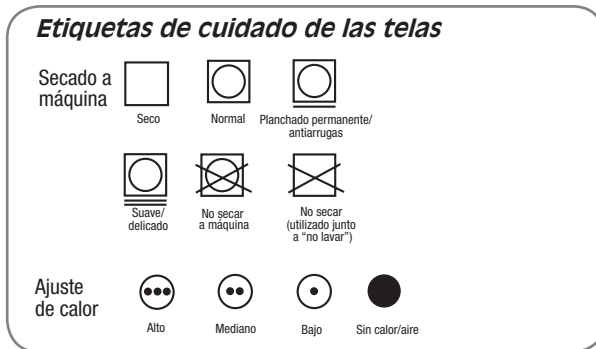 Etiquetas de cuidado de las telas
Secado a
máquina
Seco
Normal
Planchado permanente/
antiarrugas
Suave/
delicado
No secar
a máquina
No secar
(utilizado junto
a “no lavar”)
Ajuste
de calor
Alto
Mediano
Bajo
Sin calor/aire